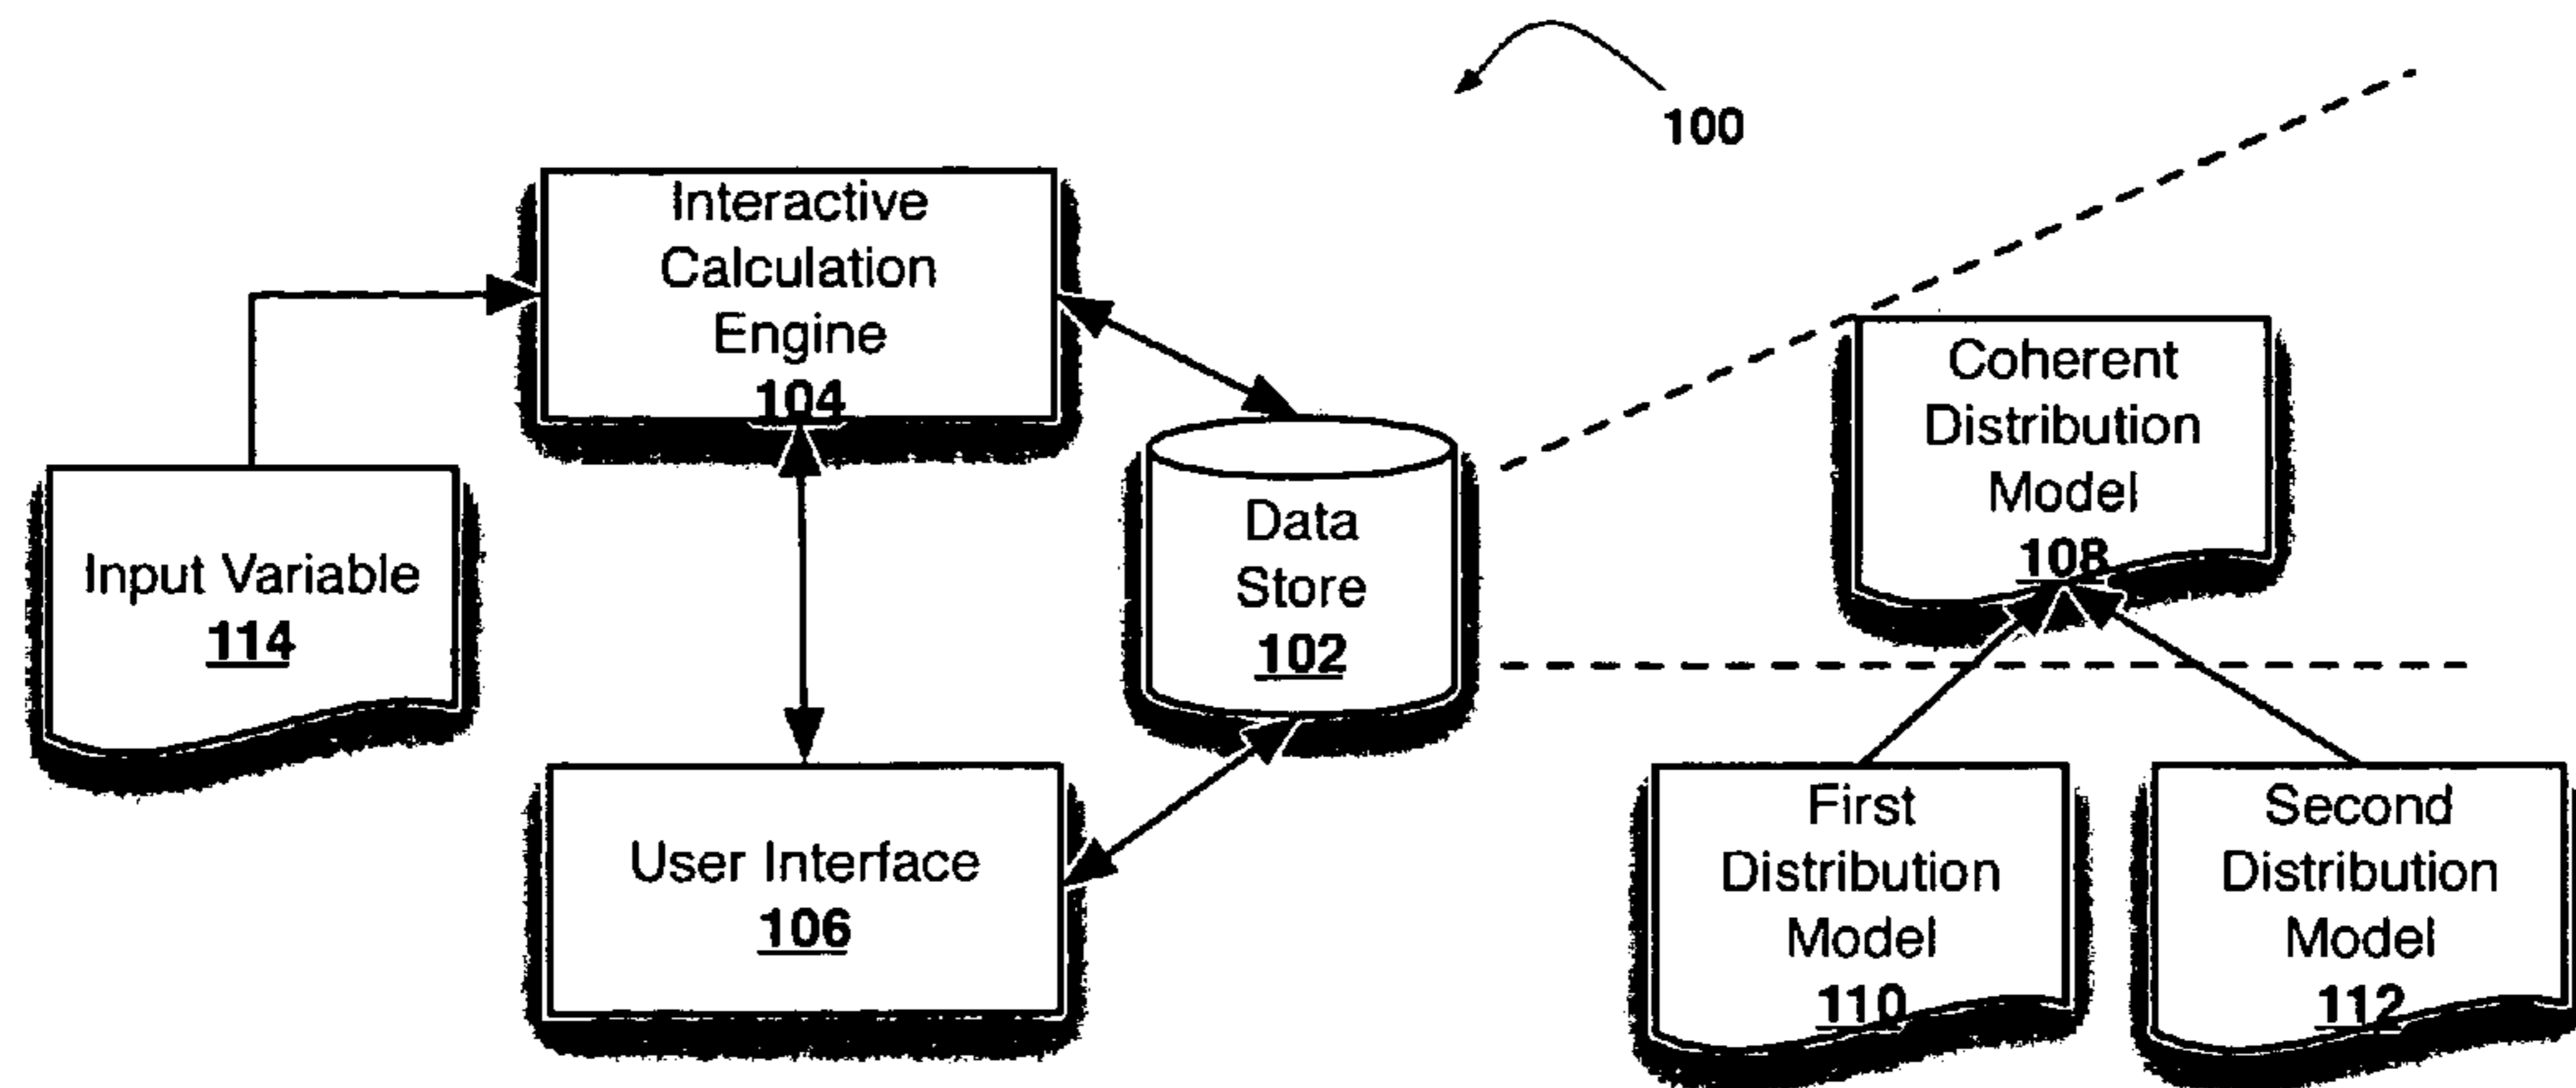 100
Interactive
Calculation
Engine
104
Input Variable
114
Data
Store
102
User Interface
106
Coherent
Distribution
Model
108
First
Distribution
Model
110
Second
Distribution
Model
112